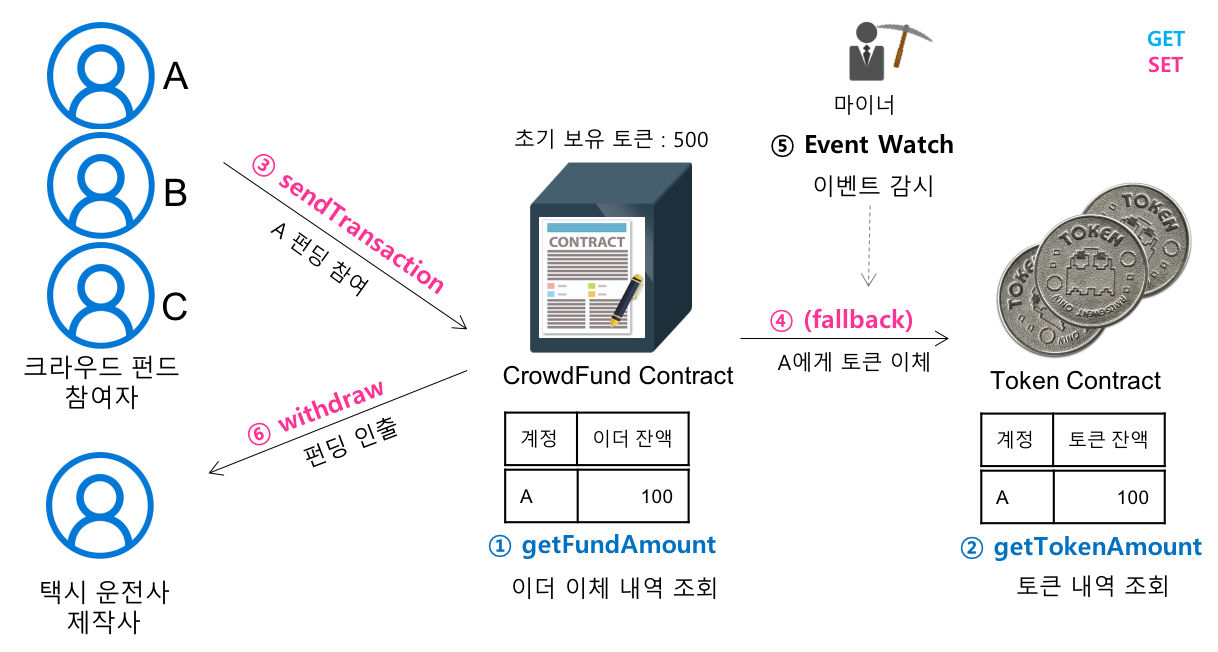 A
B
C
크라우드 펀드
참여자
택시 운전사
제작사
③ sendTransaction
A 펀딩 참여
⑥ withdraw
펀딩 인출
초기 보유 토큰 : 500
CONTRACT
CrowdFund Contract
계정 이더 잔액
A 100
① getFundAmount
이더 이체 내역 조회
마이너
⑤ Event Watch
이벤트 감시
④ (fallback)
A에게 토큰 이체
GET
SET
TOKEN
TOKEN
TOKEN
Token Contract
계정 토큰 잔액
A 100
② getTokenAmount
토큰 내역 조회